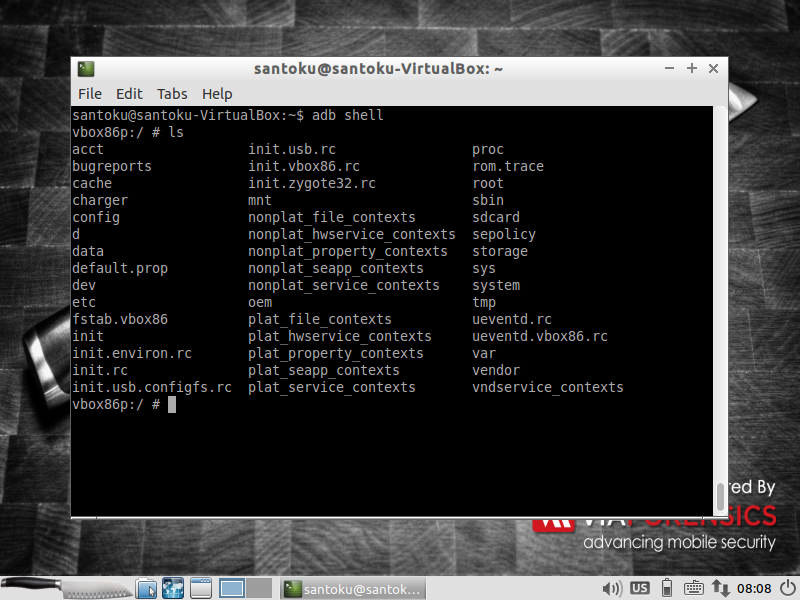 santoku@santoku-VirtualBox: ~
File Edit Tabs Help
santoku@santoku-VirtualBox:~$ adb shell
vbox86p:/ # ls
acct init.usb.rc proc
bugreports init.vbox86.rc rom.trace
cache init.zygote32.rc root
charger mnt sbin
config nonplat_file_contexts sdcard
d nonplat_hwservice_contexts sepolicy
data nonplat_property_contexts storage
default.prop nonplat_seapp_contexts sys
dev nonplat_service_contexts system
etc oem tmp
fstab.vbox86 plat_file_contexts ueventd.rc
init plat_hwservice_contexts ueventd.vbox86.rc
init.environ.rc plat_property_contexts var
init.rc plat_seapp_contexts vendor
init.usb.configfs.rc plat_service_contexts vndservice_contexts
vbox86p:/ #
ed By
VIAFORENSICS
advancing mobile security
santoku@santok... US 08:08